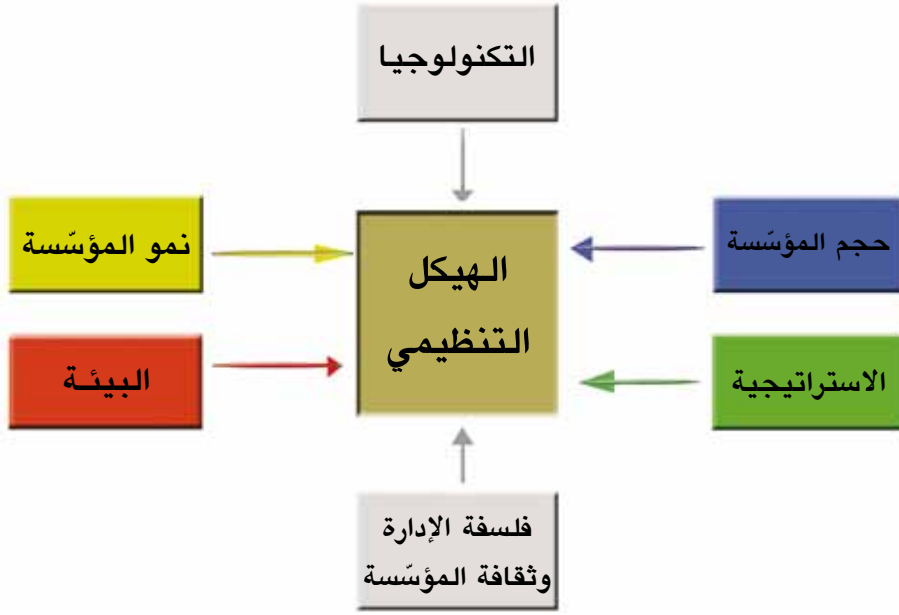 التكنولوجيا
حجم المؤسّسة
نمو المؤسّسة
الهيكل
التنظيمي
الاستراتيجية
البيئة
فلسفة الإدارة
وثقافة المؤسّسة